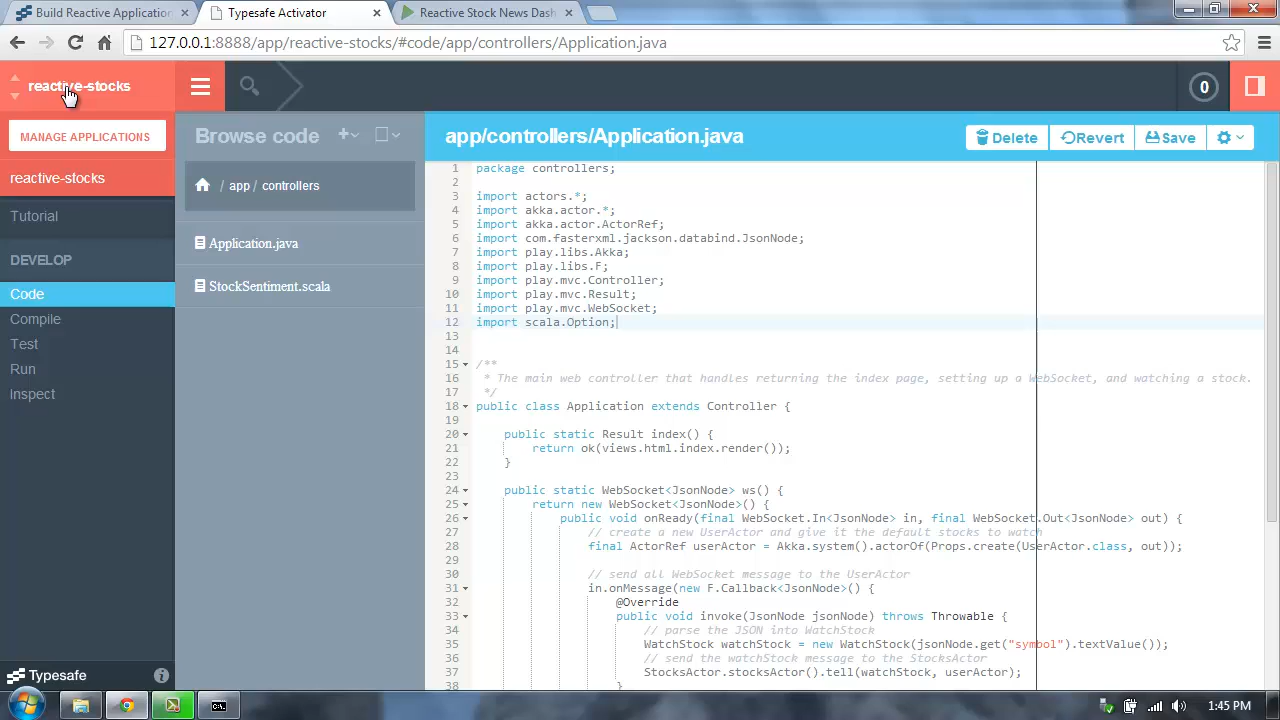 Build Reactive Application
Typesafe Activator
Reactive Stock News Dash
127.0.0.1:8888/app/reactive-stocks/#code/app/controllers/Application.java
reactive-stocks
0
MANAGE APPLICATIONS
reactive-stocks
Tutorial
DEVELOP
Code
Compile
Test
Run
Inspect
Typesafe
Browse code
/ app / controllers
Application.java
StockSentiment.scala
app/controllers/Application.java
Delete
Revert
Save
1 package controllers;
2
3 import actors.*;
4 import akka.actor.*;
5 import akka.actor.ActorRef;
6 import com.fasterxml.jackson.databind.JsonNode;
7 import play.libs.Akka;
8 import play.libs.F;
9 import play.mvc.Controller;
10 import play.mvc.Result;
11 import play.mvc.WebSocket;
12 import scala.Option;
13
14
15 /**
16 * The main web controller that handles returning the index page, setting up a WebSocket, and watching a stock.
17 */
18 public class Application extends Controller {
19
20 public static Result index() {
21 return ok(views.html.index.render());
22 }
23
24 public static WebSocket<JsonNode> ws() {
25 return new WebSocket<JsonNode>() {
26 public void onReady(final WebSocket.In<JsonNode> in, final WebSocket.Out<JsonNode> out) {
27 // create a new UserActor and give it the default stocks to watch
28 final ActorRef userActor = Akka.system().actorOf(Props.create(UserActor.class, out));
29
30 // send all WebSocket message to the UserActor
31 in.onMessage(new F.Callback<JsonNode>() {
32 @Override
33 public void invoke(JsonNode jsonNode) throws Throwable {
34 // parse the JSON into WatchStock
35 WatchStock watchStock = new WatchStock(jsonNode.get("symbol").textValue());
36 // send the watchStock message to the StocksActor
37 StocksActor.stocksActor().tell(watchStock, userActor);
38 }
1:45 PM